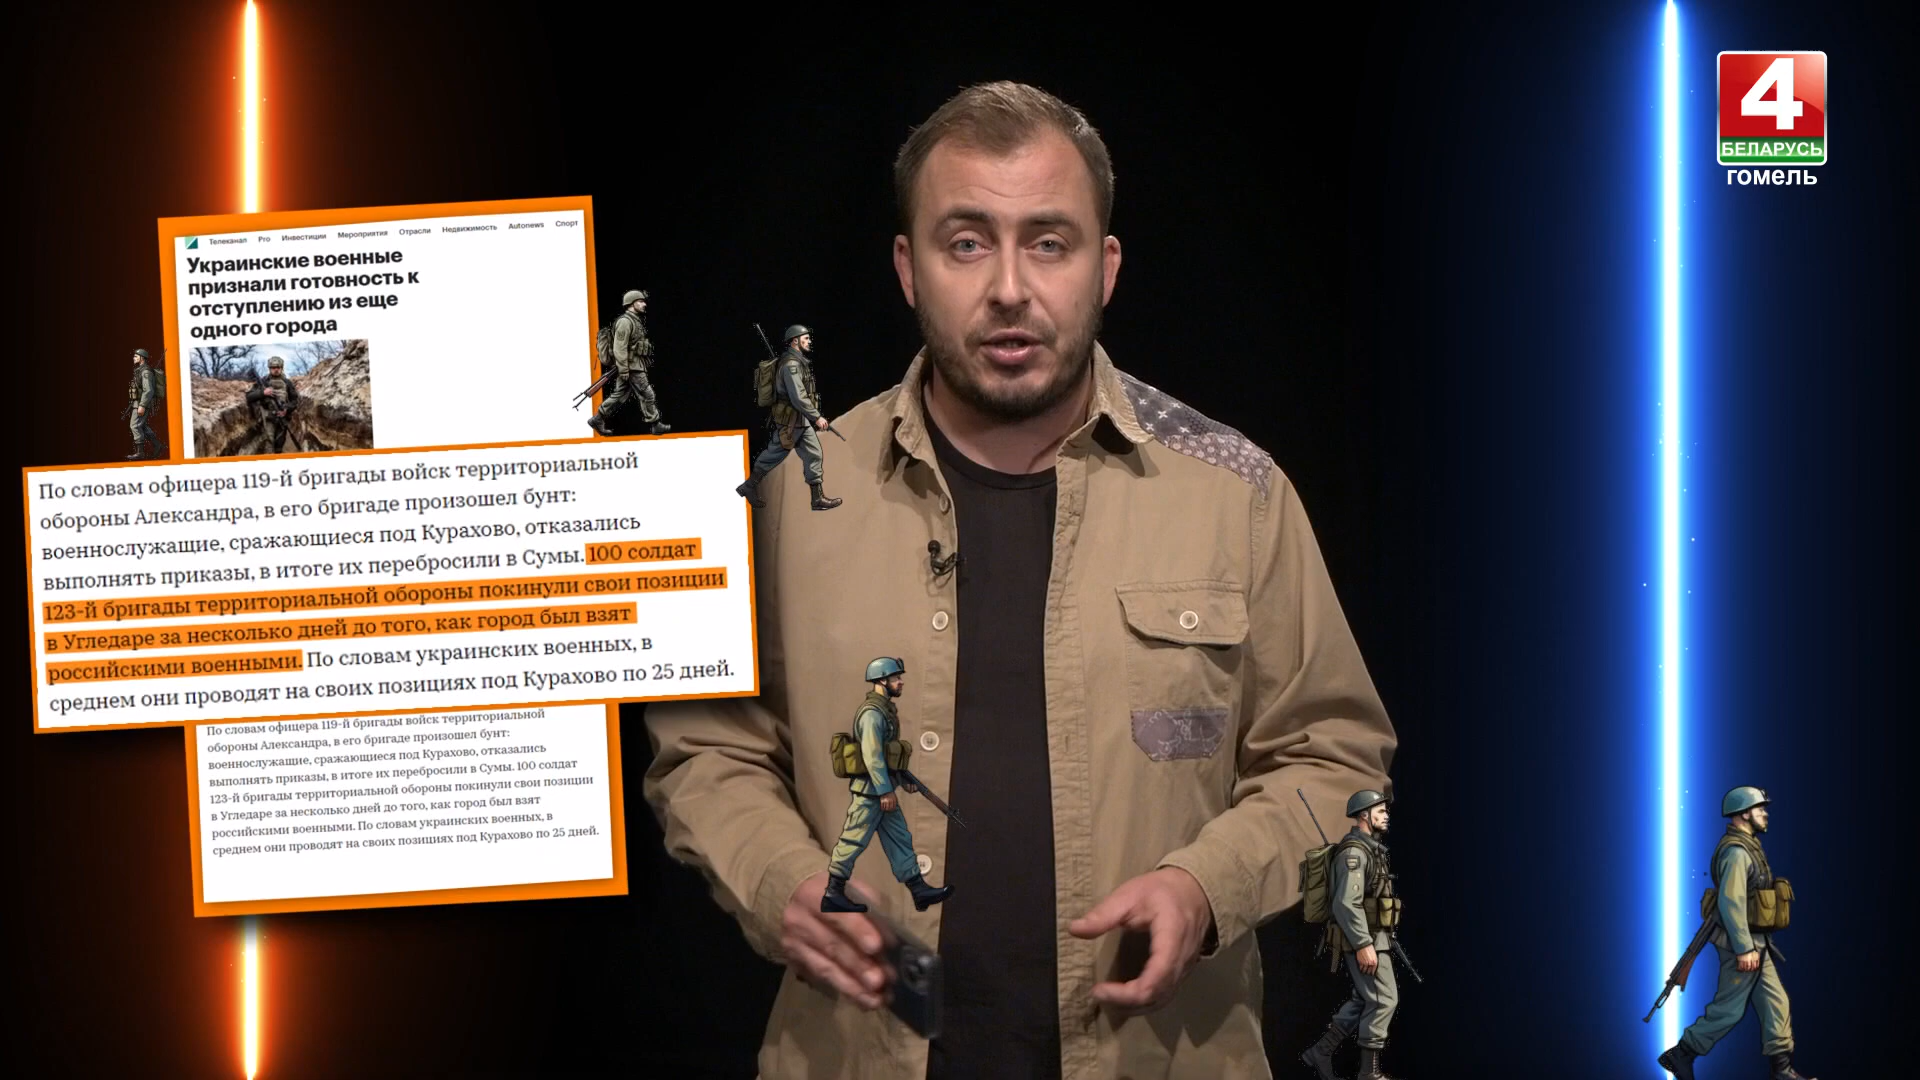 4
БЕЛАРУСЬ
гомель
Телеканал Pro Инвестиции Мероприятия Отрасли Недвижимость Autonews Спорт
Украинские военные
признали готовность к
отступлению из еще
одного города
По словам офицера 119-й бригады войск территориальной
обороны Александра, в его бригаде произошел бунт:
военнослужащие, сражающиеся под Курахово, отказались
выполнять приказы, в итоге их перебросили в Сумы. 100 солдат
123-й бригады территориальной обороны покинули свои позиции
в Угледаре за несколько дней до того, как город был взят
российскими военными. По словам украинских военных, в
среднем они проводят на своих позициях под Курахово по 25 дней.
По словам офицера 119-й бригады войск территориальной
обороны Александра, в его бригаде произошел бунт:
военнослужащие, сражающиеся под Курахово, отказались
выполнять приказы, в итоге их перебросили в Сумы. 100 солдат
123-й бригады территориальной обороны покинули свои позиции
в Угледаре за несколько дней до того, как город был взят
российскими военными. По словам украинских военных, в
среднем они проводят на своих позициях под Курахово по 25 дней.